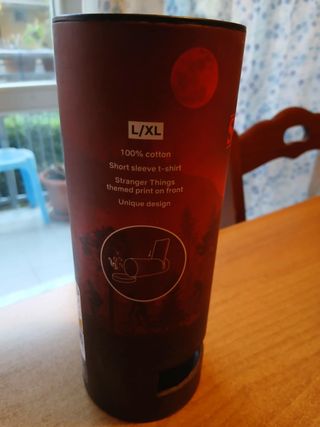 L/XL
100% cotton
Short sleeve t-shirt
Stranger Things
themed print on front
Unique design